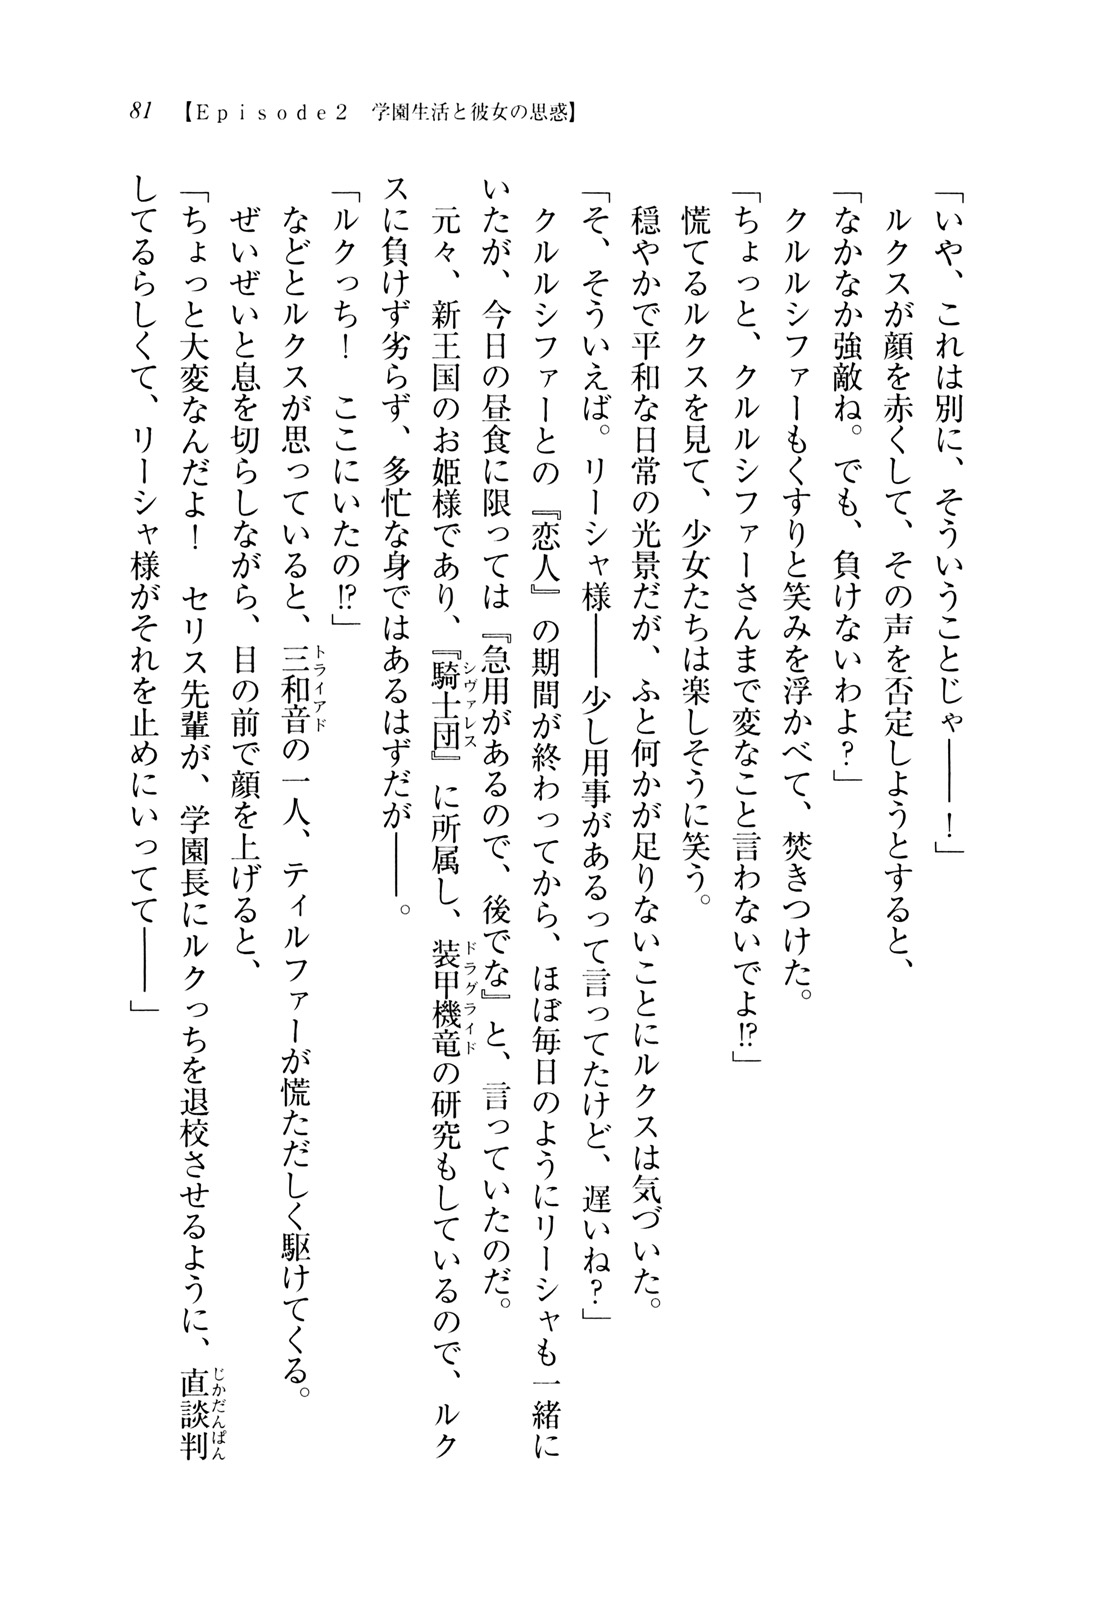 81 【Ｅｐｉｓｏｄｅ２　学園生活と彼女の思惑】
「いや、これは別に、そういうことじゃ――！」
　ルクスが顔を赤くして、その声を否定しようとすると、
「なかなか強敵ね。でも、負けないわよ？」
　クルルシファーもくすりと笑みを浮かべて、焚きつけた。
「ちょっと、クルルシファーさんまで変なこと言わないでよ!?」
　慌てるルクスを見て、少女たちは楽しそうに笑う。
　穏やかで平和な日常の光景だが、ふと何かが足りないことにルクスは気づいた。
「そ、そういえば。リーシャ様――少し用事があるって言ってたけど、遅いね？」
　クルルシファーとの『恋人』の期間が終わってから、ほぼ毎日のようにリーシャも一緒に
いたが、今日の昼食に限っては『急用があるので、後でな』と、言っていたのだ。
　元々、新王国のお姫様であり、『騎士団』に所属し、装甲機竜の研究もしているので、ルク
シヴァレス
ドラグライド
スに負けず劣らず、多忙な身ではあるはずだが――。
「ルクっち！　ここにいたの!?」
　などとルクスが思っていると、三和音の一人、ティルファーが慌ただしく駆けてくる。
トライアド
　ぜいぜいと息を切らしながら、目の前で顔を上げると、
「ちょっと大変なんだよ！　セリス先輩が、学園長にルクっちを退校させるように、直談判
じかだんぱん
してるらしくて、リーシャ様がそれを止めにいってて――」